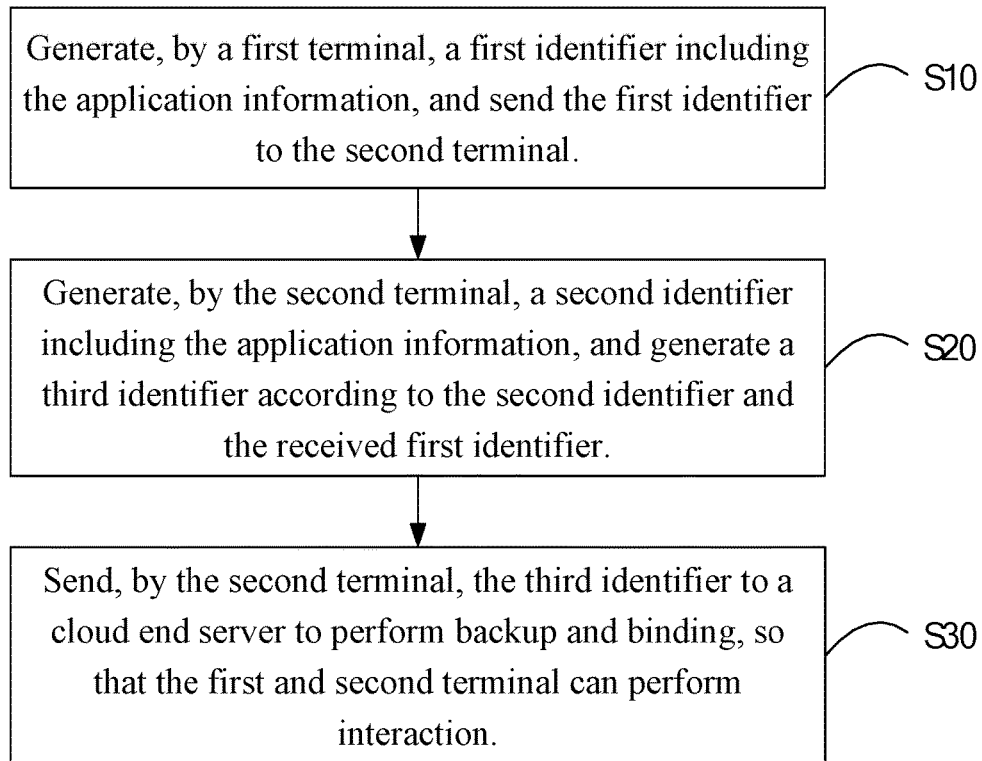 Generate, by a first terminal, a first identifier including
the application information, and send the first identifier
to the second terminal.
S10
Generate, by the second terminal, a second identifier
including the application information, and generate a
third identifier according to the second identifier and
the received first identifier.
S20
Send, by the second terminal, the third identifier to a
cloud end server to perform backup and binding, so
that the first and second terminal can perform
interaction.
S30